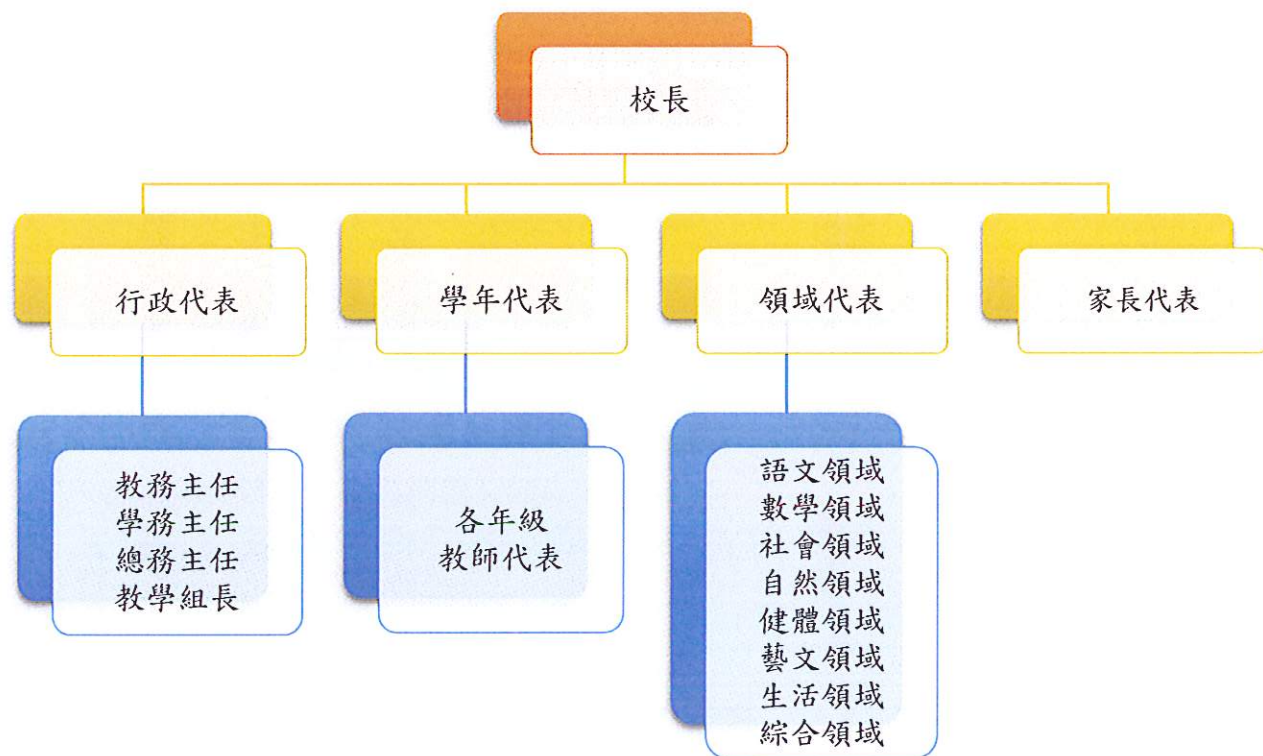 校長
行政代表
學年代表
領域代表
家長代表
教務主任
學務主任
總務主任
教學組長
各年級
教師代表
語文領域
數學領域
社會領域
自然領域
健體領域
藝文領域
生活領域
綜合領域